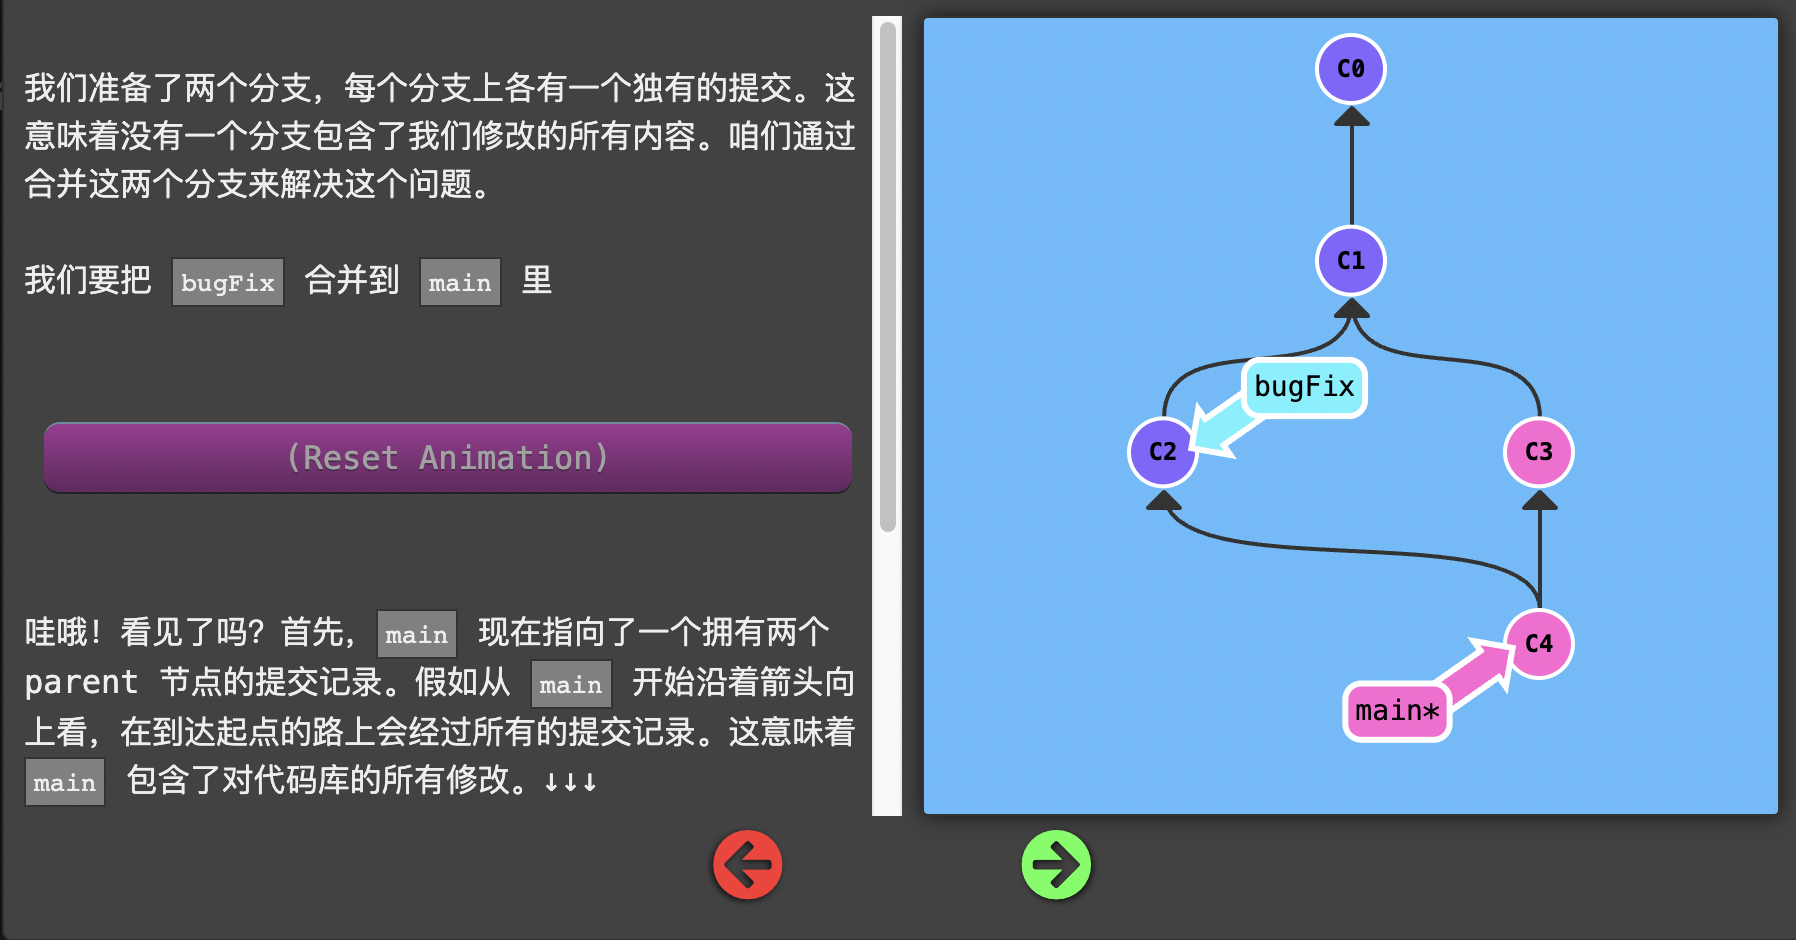 我们准备了两个分支，每个分支上各有一个独有的提交。这
意味着没有一个分支包含了我们修改的所有内容。咱们通过
合并这两个分支来解决这个问题。
我们要把 bugFix 合并到 main 里
(Reset Animation)
哇哦！看见了吗？首先，main 现在指向了一个拥有两个
parent 节点的提交记录。假如从 main 开始沿着箭头向
上看，在到达起点的路上会经过所有的提交记录。这意味着
main 包含了对代码库的所有修改。↓↓↓
C0
C1
bugFix
C2
C3
C4
main*